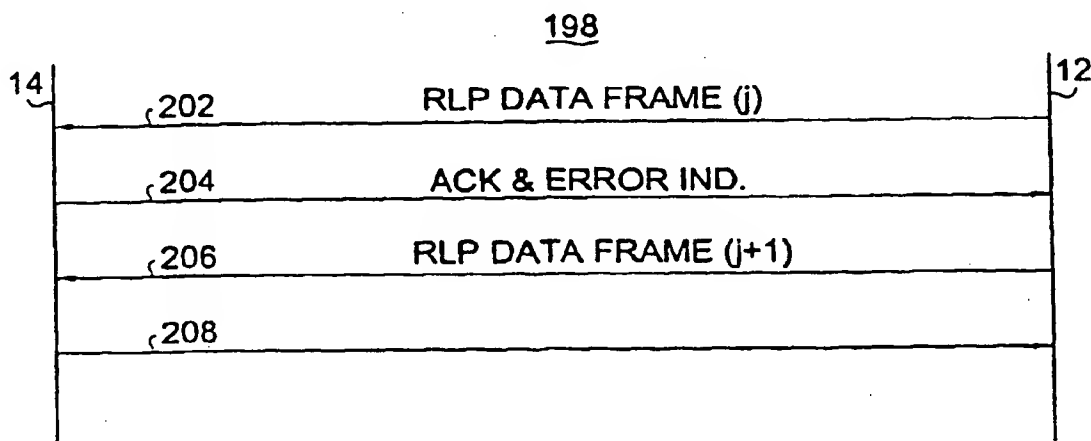 198
14 12
202 RLP DATA FRAME (j)
204 ACK & ERROR IND.
206 RLP DATA FRAME (j+1)
208